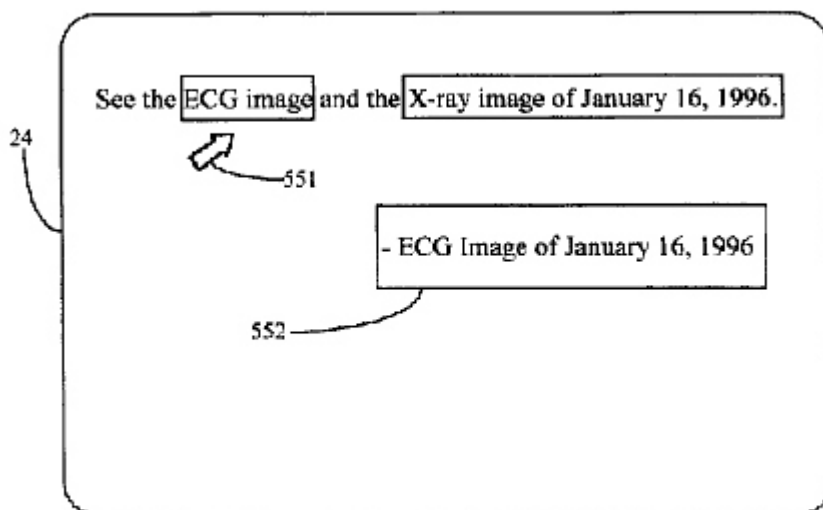 See the ECG image and the X-ray image of January 16, 1996.
24
551
- ECG Image of January 16, 1996
552